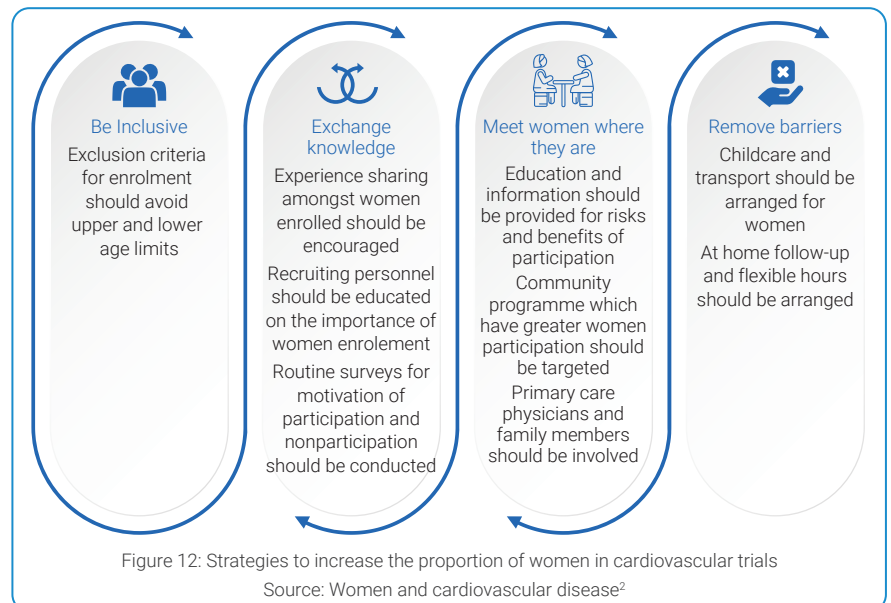 Be Inclusive
Exclusion criteria
for enrolment
should avoid
upper and lower
age limits
Exchange
knowledge
Experience sharing
amongst women
enrolled should be
encouraged
Recruiting personnel
should be educated
on the importance of
women enrolement
Routine surveys for
motivation of
participation and
nonparticipation
should be conducted
Meet women where
they are
Education and
information should
be provided for risks
and benefits of
participation
Community
programme which
have greater women
participation should
be targeted
Primary care
physicians and
family members
should be involved
Remove barriers
Childcare and
transport should be
arranged for
women
At home follow-up
and flexible hours
should be arranged
Figure 12: Strategies to increase the proportion of women in cardiovascular trials
Source: Women and cardiovascular disease²